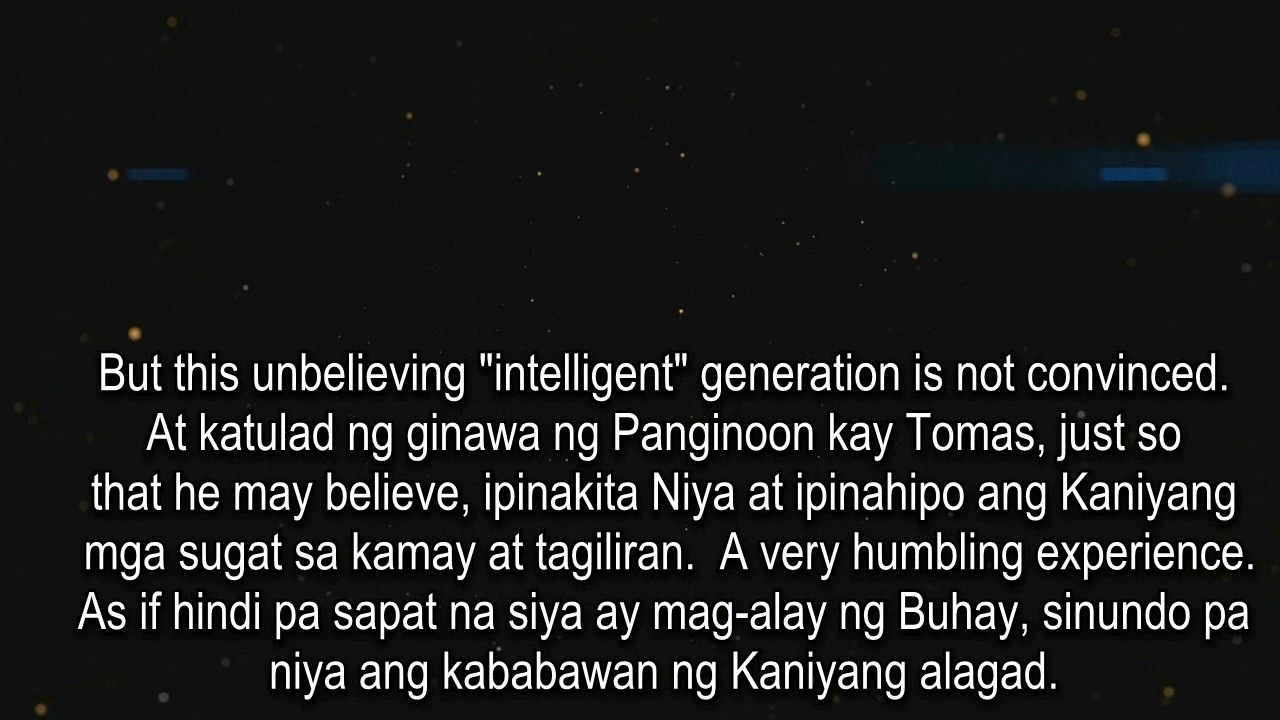 But this unbelieving "intelligent" generation is not convinced.
At katulad ng ginawa ng Panginoon kay Tomas, just so
that he may believe, ipinakita Niya at ipinahipo ang Kaniyang
mga sugat sa kamay at tagiliran.  A very humbling experience.
As if hindi pa sapat na siya ay mag-alay ng Buhay, sinundo pa
niya ang kababawan ng Kaniyang alagad.